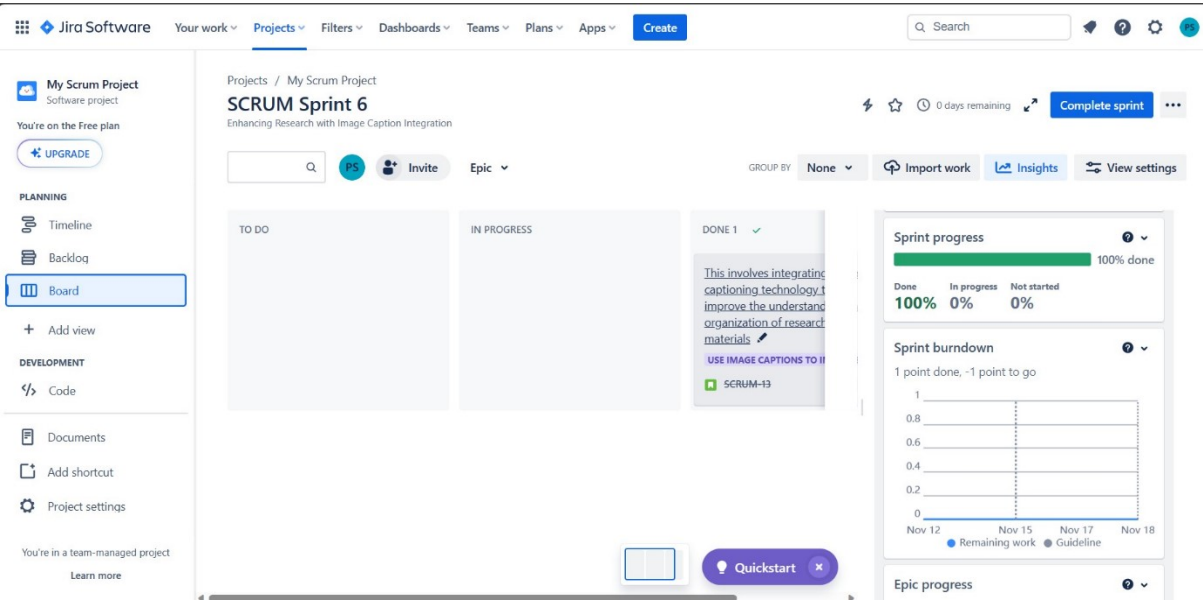 Jira Software Your work Projects Filters Dashboards Teams Plans Apps Create Search PS
My Scrum Project
Software project
You're on the Free plan
UPGRADE
PLANNING
Timeline
Backlog
Board
Add view
DEVELOPMENT
Code
Documents
Add shortcut
Project settings
You're in a team-managed project
Learn more
Projects / My Scrum Project
SCRUM Sprint 6
Enhancing Research with Image Caption Integration
0 days remaining Complete sprint
PS Invite Epic GROUP BY None Import work Insights View settings
TO DO
IN PROGRESS
DONE 1
This involves integrating
captioning technology t
improve the understand
organization of research
materials
USE IMAGE CAPTIONS TO I
SCRUM-13
Quickstart
Sprint progress
100% done
Done In progress Not started
100% 0% 0%
Sprint burndown
1 point done, -1 point to go
1
0.8
0.6
0.4
0.2
0
Nov 12 Nov 15 Nov 17 Nov 18
Remaining work Guideline
Epic progress